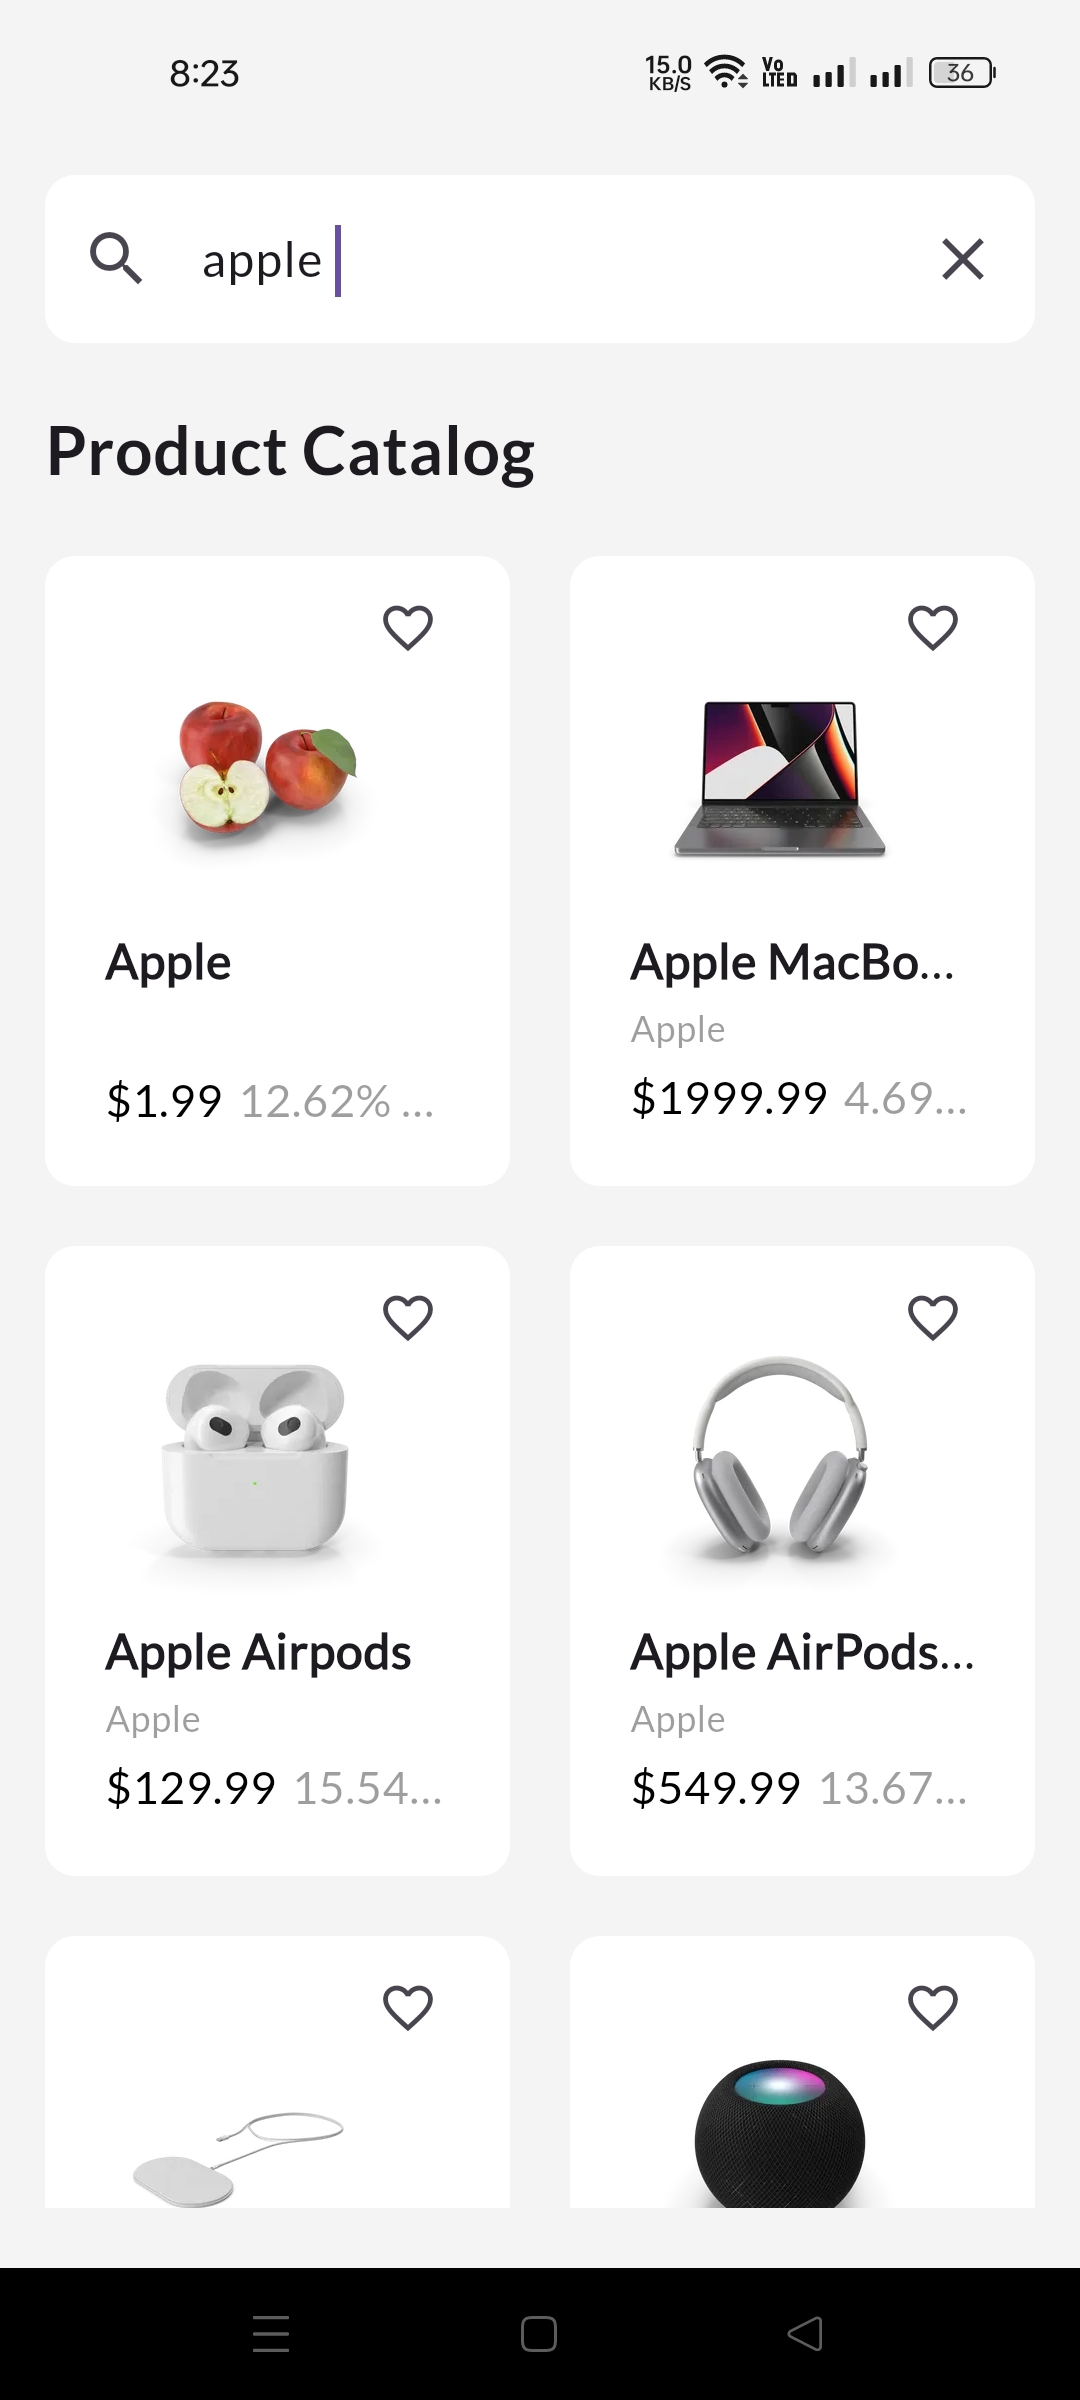 8:23
15.0 KB/S Vo LTED 36
apple
Product Catalog
Apple
$1.99 12.62% ...
Apple MacBo...
Apple
$1999.99 4.69...
Apple Airpods
Apple
$129.99 15.54...
Apple AirPods...
Apple
$549.99 13.67...